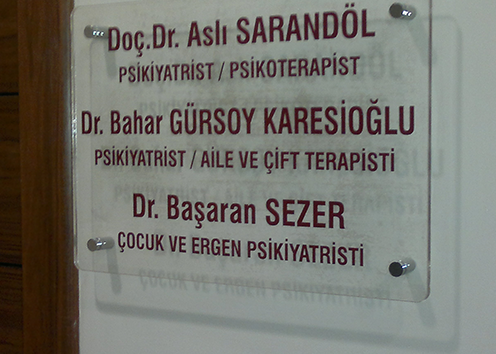 Doç.Dr. Aslı SARANDÖL
PSİKİYATRİST / PSİKOTERAPİST
Dr. Bahar GÜRSOY KARESİOĞLU
PSİKİYATRİST / AİLE VE ÇİFT TERAPİSTİ
Dr. Başaran SEZER
ÇOCUK VE ERGEN PSİKİYATRİSTİ